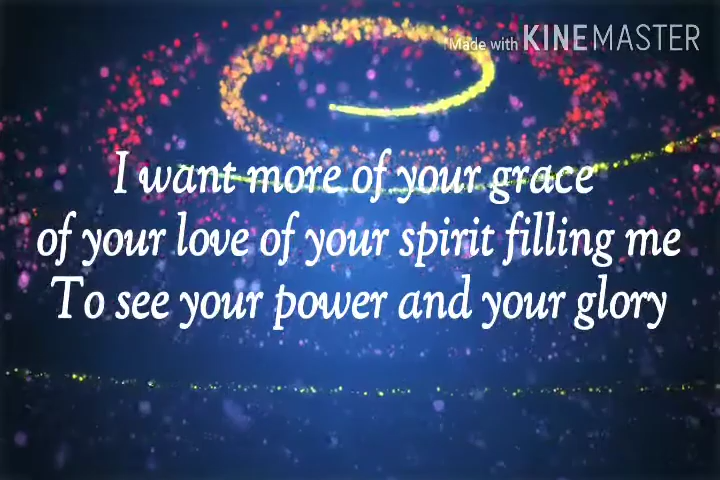 Made with KINEMASTER
I want more of your grace
of your love of your spirit filling me
To see your power and your glory